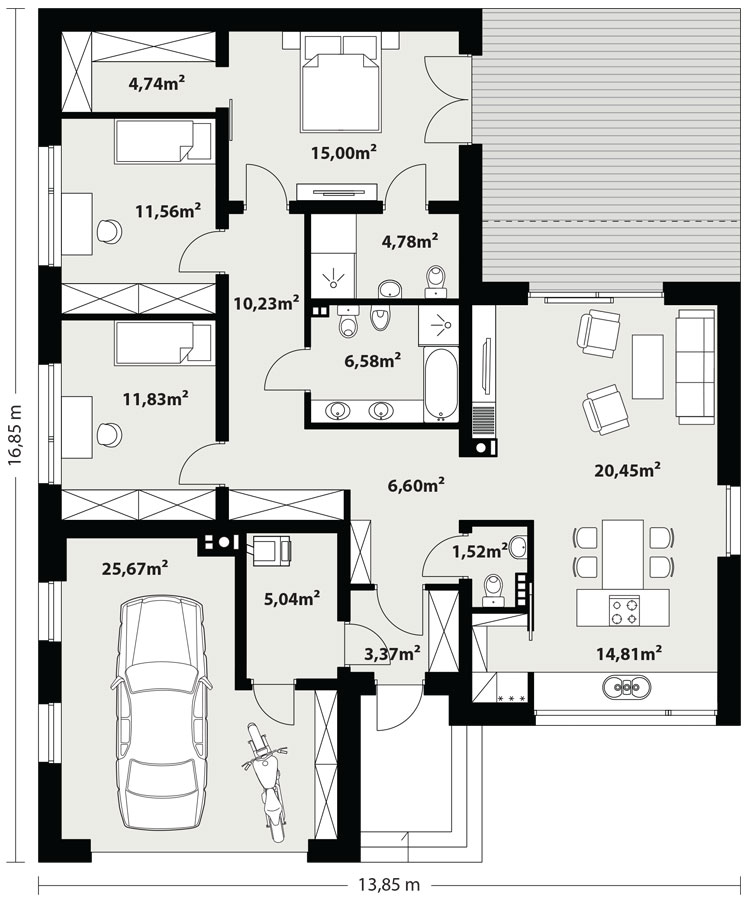 4,74m²
15,00m²
11,56m²
4,78m²
10,23m²
6,58m²
11,83m²
16,85 m
6,60m²
20,45m²
1,52m²
25,67m²
5,04m²
3,37m²
14,81m²
13,85 m